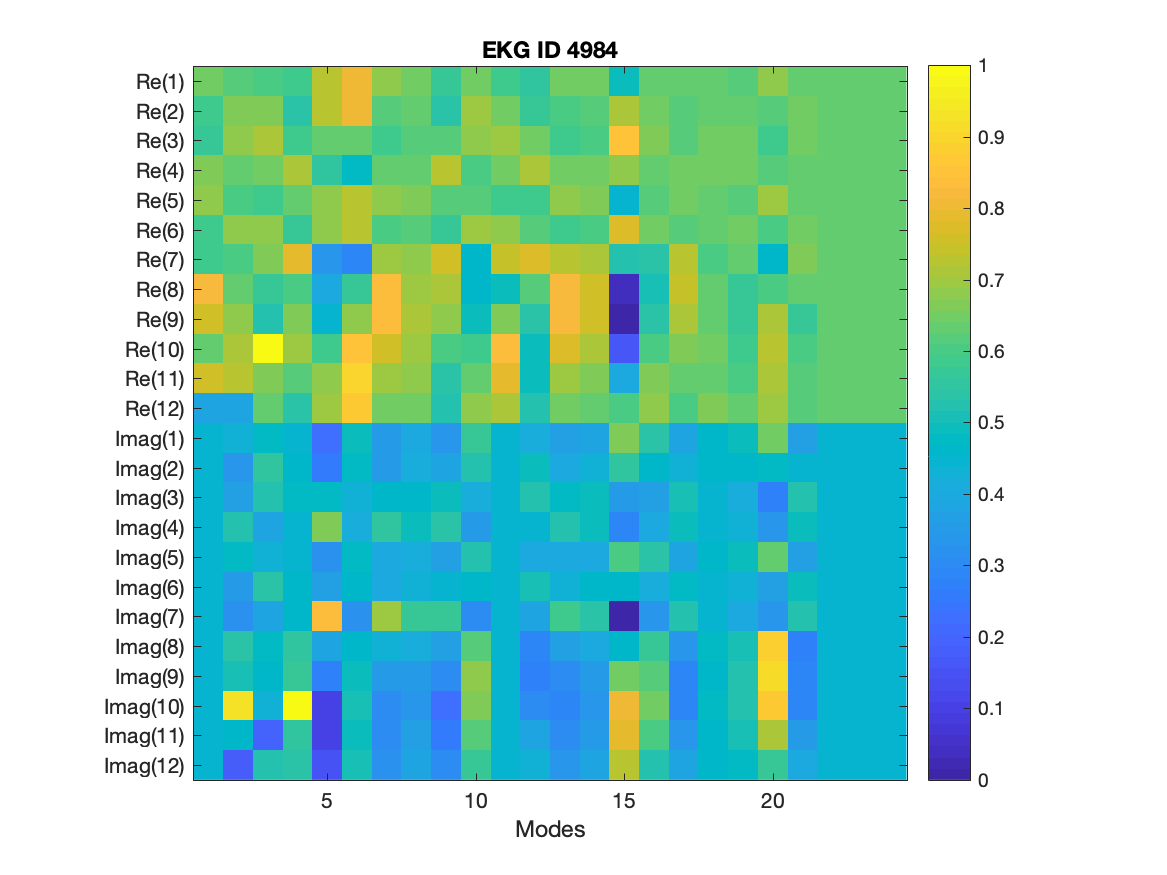 EKG ID 4984
Re(1)
Re(2)
Re(3)
Re(4)
Re(5)
Re(6)
Re(7)
Re(8)
Re(9)
Re(10)
Re(11)
Re(12)
Imag(1)
Imag(2)
Imag(3)
Imag(4)
Imag(5)
Imag(6)
Imag(7)
Imag(8)
Imag(9)
Imag(10)
Imag(11)
Imag(12)
5 10 15 20
Modes
1
0.9
0.8
0.7
0.6
0.5
0.4
0.3
0.2
0.1
0